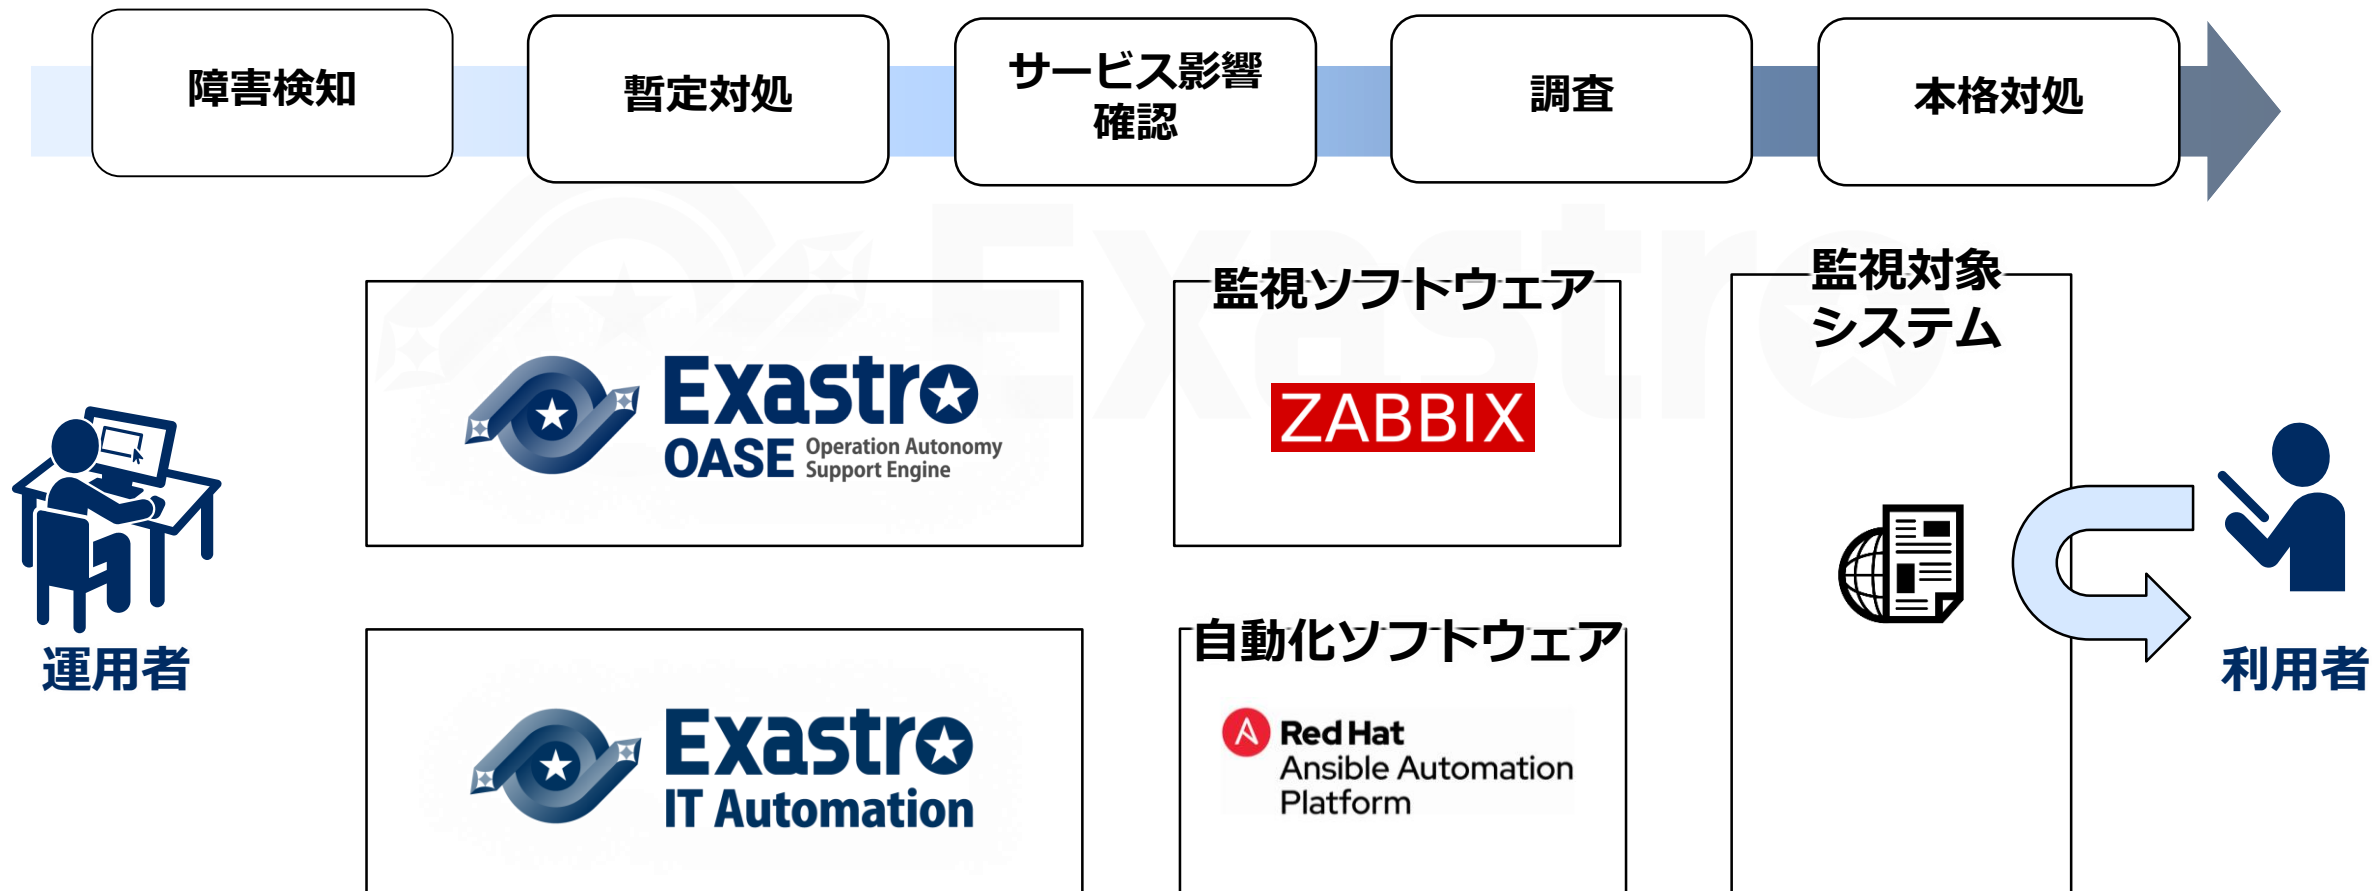 障害検知
暫定対処
サービス影響
確認
調査
本格対処
Exastro
監視ソフトウェア
監視対象
システム
Exastro
OASE Operation Autonomy
Support Engine
ZABBIX
運用者
利用者
自動化ソフトウェア
Exastro
IT Automation
Red Hat
Ansible Automation
Platform